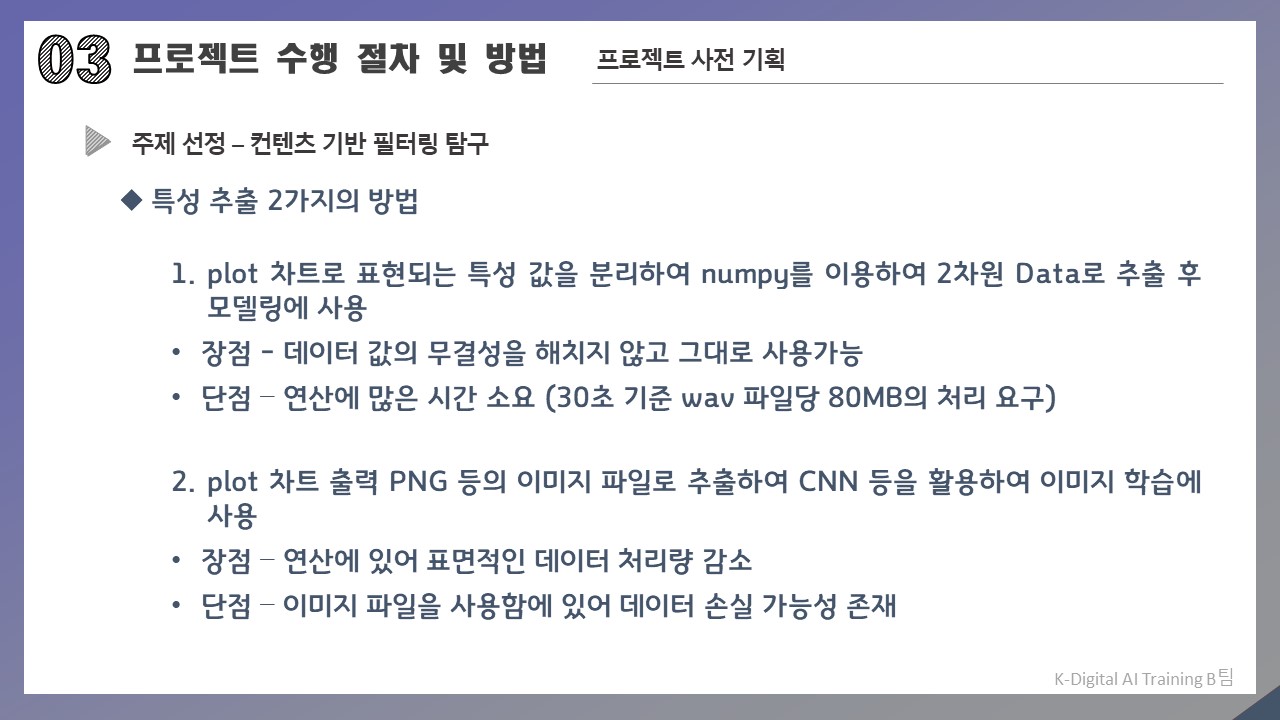 03 프로젝트 수행 절차 및 방법 프로젝트 사전 기획
주제 선정 – 컨텐츠 기반 필터링 탐구
◆ 특성 추출 2가지의 방법
1. plot 차트로 표현되는 특성 값을 분리하여 numpy를 이용하여 2차원 Data로 추출 후
모델링에 사용
• 장점 - 데이터 값의 무결성을 해치지 않고 그대로 사용가능
• 단점 – 연산에 많은 시간 소요 (30초 기준 wav 파일당 80MB의 처리 요구)
2. plot 차트 출력 PNG 등의 이미지 파일로 추출하여 CNN 등을 활용하여 이미지 학습에
사용
• 장점 – 연산에 있어 표면적인 데이터 처리량 감소
• 단점 – 이미지 파일을 사용함에 있어 데이터 손실 가능성 존재
K-Digital AI Training B팀